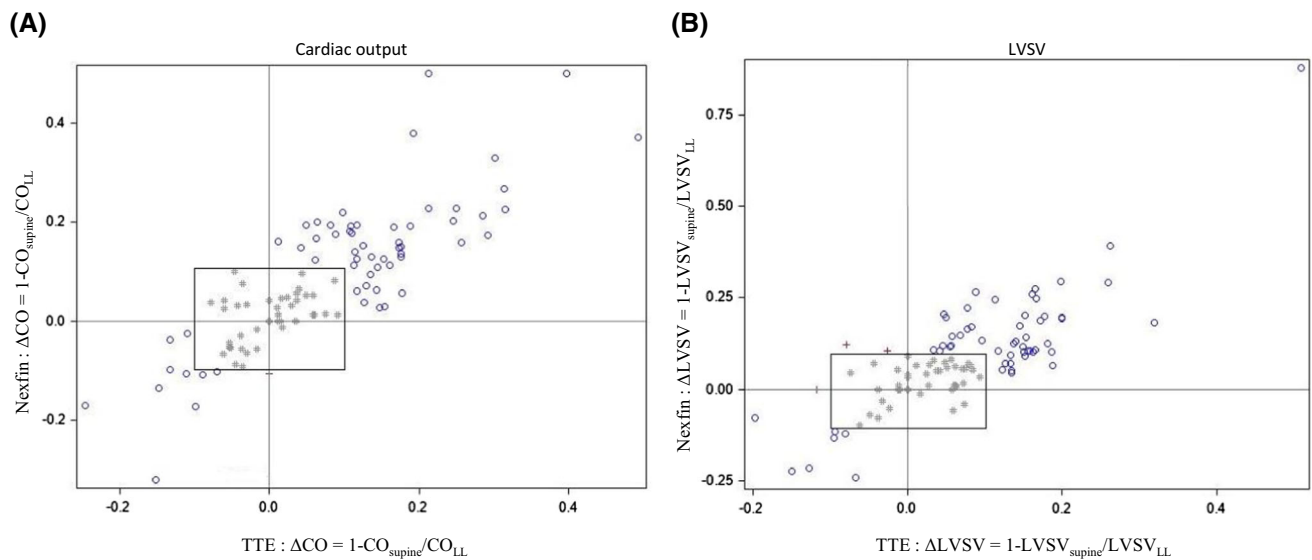 (A)
Cardiac output
0.4
0.2
0.0
-0.2
-0.2
0.0
0.2
0.4
Nexfin : ΔCO = 1-CO_supine/CO_LL
TTE : ΔCO = 1-CO_supine/CO_LL
(B)
LVSV
0.75
0.50
0.25
0.00
-0.25
-0.2
0.0
0.2
0.4
Nexfin : ΔLVSV = 1-LVSV_supine/LVSV_LL
TTE : ΔLVSV = 1-LVSV_supine/LVSV_LL